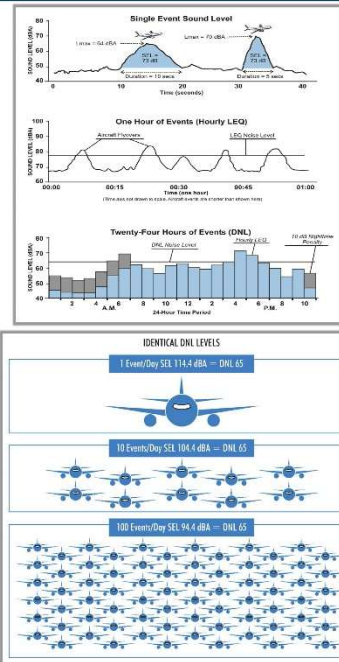 Single Event Sound Level
SOUND LEVEL (dBA)
80
70
60
50
40
Lmax = 64 dBA
SEL =
73 dB
Duration = 10 secs
Lmax = 70 dBA
SEL =
73 dB
Duration = 5 secs
0
10
20
30
40
Time (seconds)
One Hour of Events (Hourly LEQ)
SOUND LEVEL (dBA)
100
90
80
70
60
Aircraft Flyovers
LEQ Noise Level
00:00
00:15
00:30
00:45
01:00
Time (one hour)
Twenty-Four Hours of Events (DNL)
SOUND LEVEL (dBA)
80
70
60
50
40
DNL Noise Level
Hourly LEQ
10 dB Nighttime
Penalty
2 4 6 8 10 12 2 4 6 8 10
A.M. P.M.
24-Hour Time Period
IDENTICAL DNL LEVELS
1 Event/Day SEL 114.4 dBA = DNL 65
10 Events/Day SEL 104.4 dBA = DNL 65
100 Events/Day SEL 94.4 dBA = DNL 65